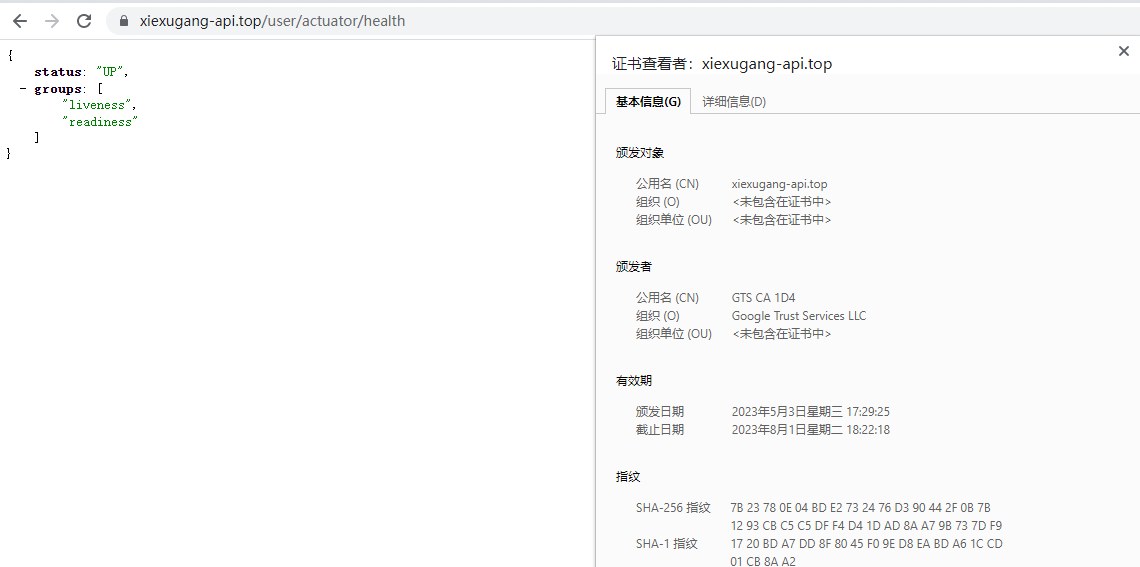 xiexugang-api.top/user/actuator/health
{
status: "UP",
- groups: [
"liveness",
"readiness"
]
}
证书查看者：xiexugang-api.top
基本信息(G) 详细信息(D)
颁发对象
公用名 (CN) xiexugang-api.top
组织 (O) <未包含在证书中>
组织单位 (OU) <未包含在证书中>
颁发者
公用名 (CN) GTS CA 1D4
组织 (O) Google Trust Services LLC
组织单位 (OU) <未包含在证书中>
有效期
颁发日期 2023年5月3日星期三 17:29:25
截止日期 2023年8月1日星期二 18:22:18
指纹
SHA-256 指纹 7B 23 78 0E 04 BD E2 73 24 76 D3 90 44 2F 0B 7B
12 93 CB C5 C5 DF F4 D4 1D AD 8A A7 9B 73 7D F9
SHA-1 指纹 17 20 BD A7 DD 8F 80 45 F0 9E D8 EA BD A6 1C CD
01 CB 8A A2